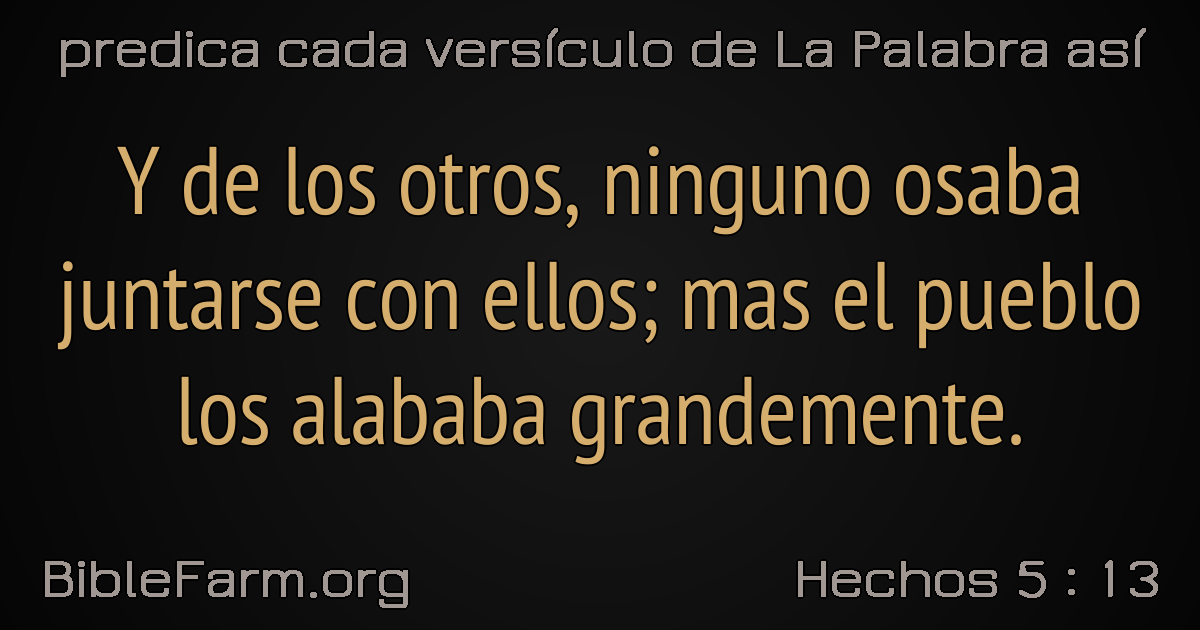 predica cada versículo de La Palabra así
Y de los otros, ninguno osaba
juntarse con ellos; mas el pueblo
los alababa grandemente.
BibleFarm.org
Hechos 5 : 13